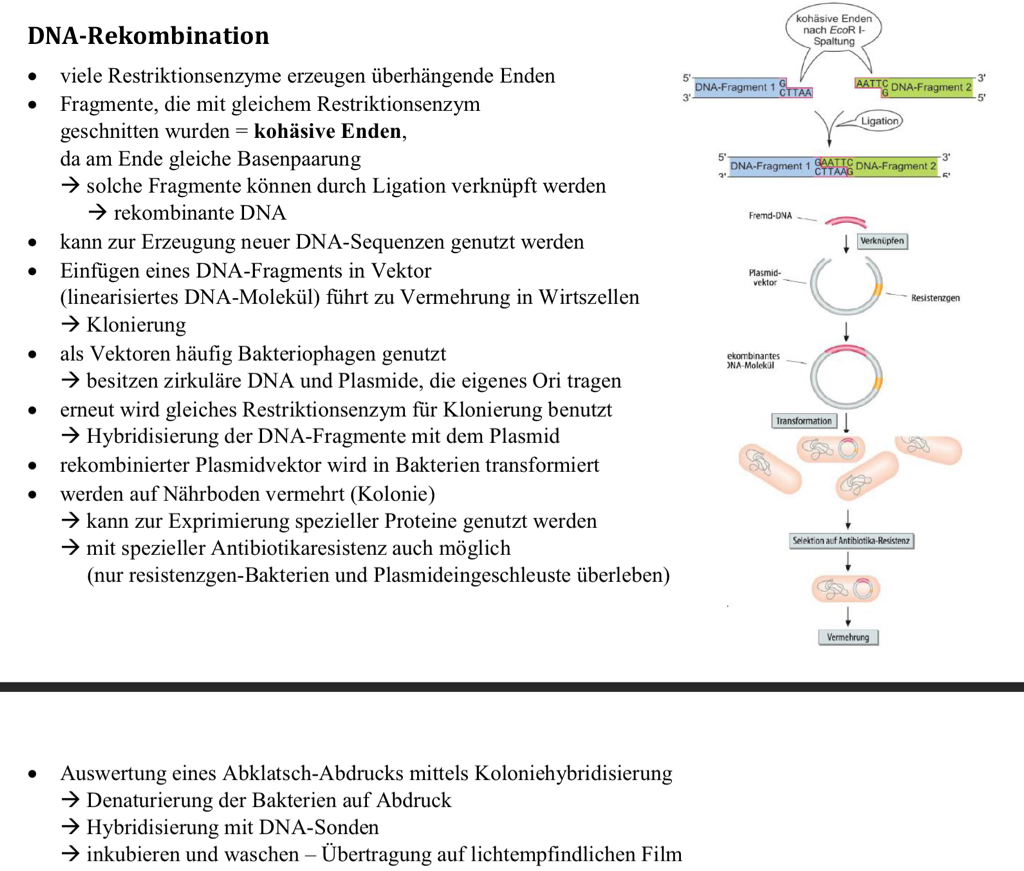 DNA-Rekombination
• viele Restriktionsenzyme erzeugen überhängende Enden
• Fragmente, die mit gleichem Restriktionsenzym
geschnitten wurden = kohäsive Enden,
da am Ende gleiche Basenpaarung
→ solche Fragmente können durch Ligation verknüpft werden
→ rekombinante DNA
• kann zur Erzeugung neuer DNA-Sequenzen genutzt werden
• Einfügen eines DNA-Fragments in Vektor
(linearisiertes DNA-Molekül) führt zu Vermehrung in Wirtszellen
→ Klonierung
• als Vektoren häufig Bakteriophagen genutzt
→ besitzen zirkuläre DNA und Plasmide, die eigenes Ori tragen
• erneut wird gleiches Restriktionsenzym für Klonierung benutzt
→ Hybridisierung der DNA-Fragmente mit dem Plasmid
• rekombinierter Plasmidvektor wird in Bakterien transformiert
• werden auf Nährboden vermehrt (Kolonie)
→ kann zur Exprimierung spezieller Proteine genutzt werden
→ mit spezieller Antibiotikaresistenz auch möglich
(nur resistenzgen-Bakterien und Plasmideingeschleuste überleben)
kohäsive Enden
nach EcoR I-
Spaltung
5' DNA-Fragment 1 G AATTC DNA-Fragment 2 3'
3' CTTAA G 5'
Ligation
5' DNA-Fragment 1 GAATTC DNA-Fragment 2 3'
3' CTTAAG 5'
Fremd-DNA
Verknüpfen
Plasmid-
vektor
Resistenzgen
ekombinantes
DNA-Molekül
Transformation
Selektion auf Antibiotika-Resistenz
Vermehrung
• Auswertung eines Abklatsch-Abdrucks mittels Koloniehybridisierung
→ Denaturierung der Bakterien auf Abdruck
→ Hybridisierung mit DNA-Sonden
→ inkubieren und waschen – Übertragung auf lichtempfindlichen Film